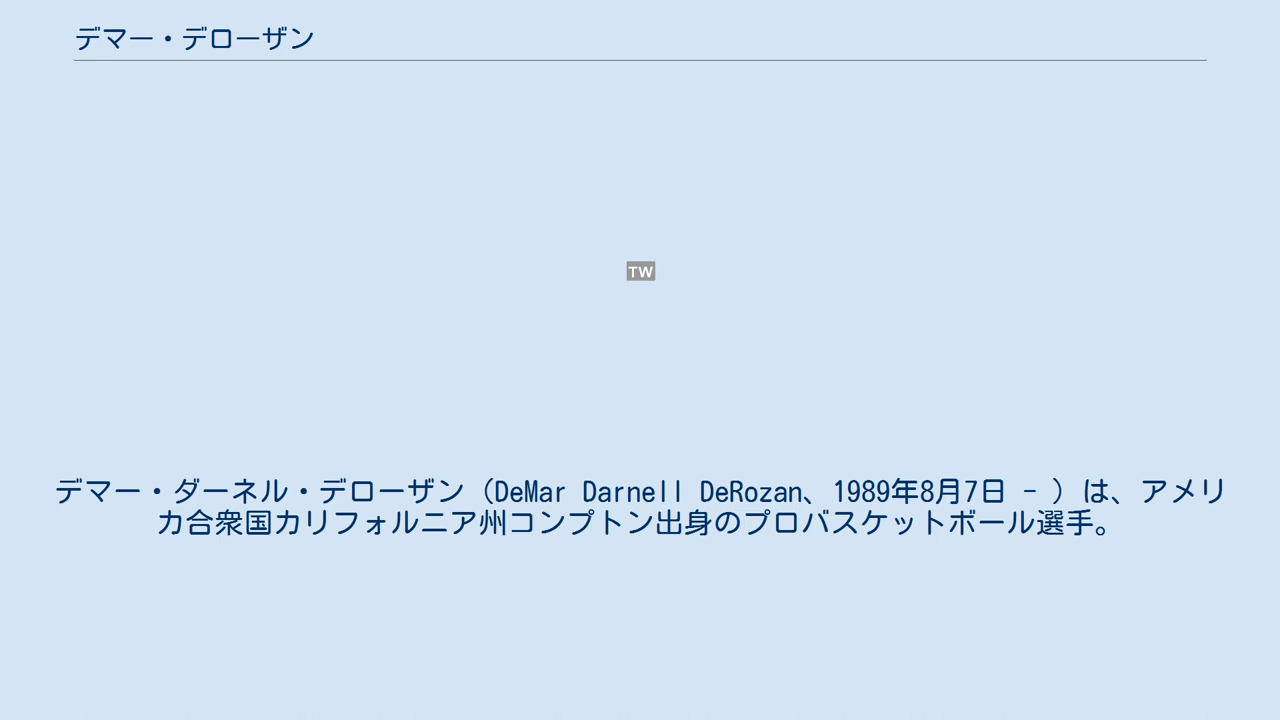 デマー・デローザン
TW
デマー・ダーネル・デローザン（DeMar Darnell DeRozan、1989年8月7日 - ）は、アメリ
カ合衆国カリフォルニア州コンプトン出身のプロバスケットボール選手。